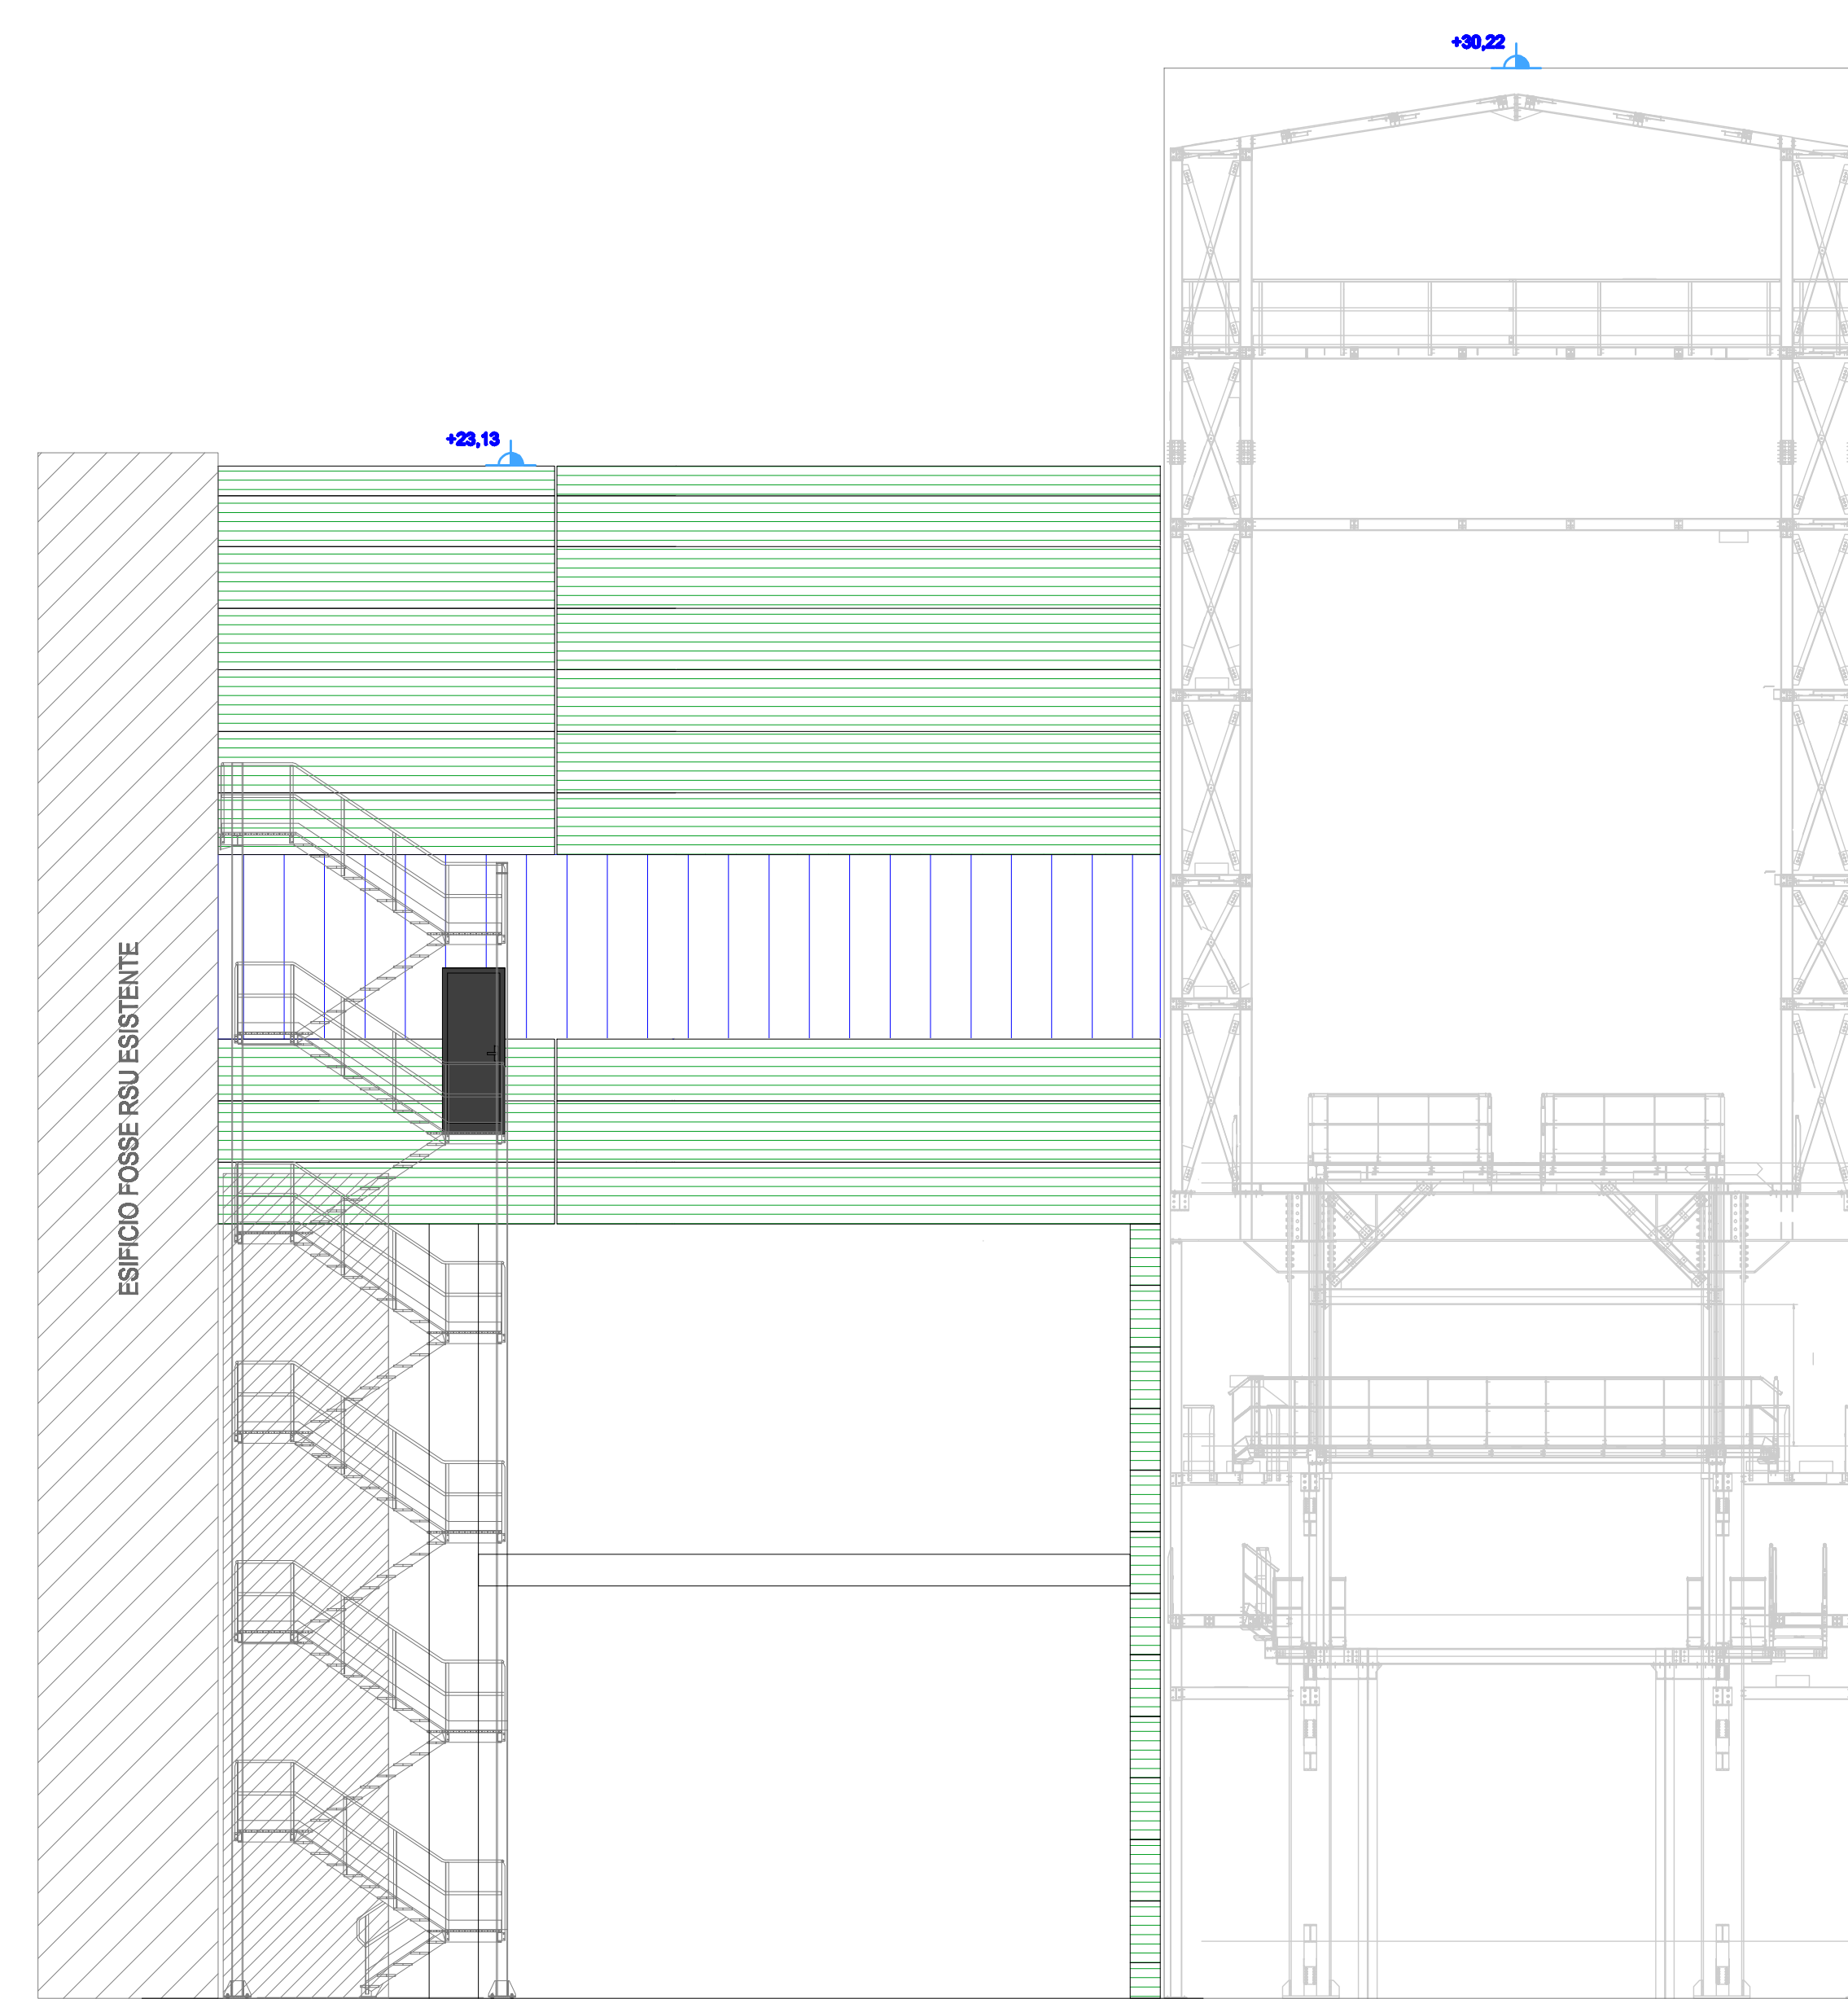 +30,22
+23,13
ESIFICIO FOSSE RSU ESISTENTE